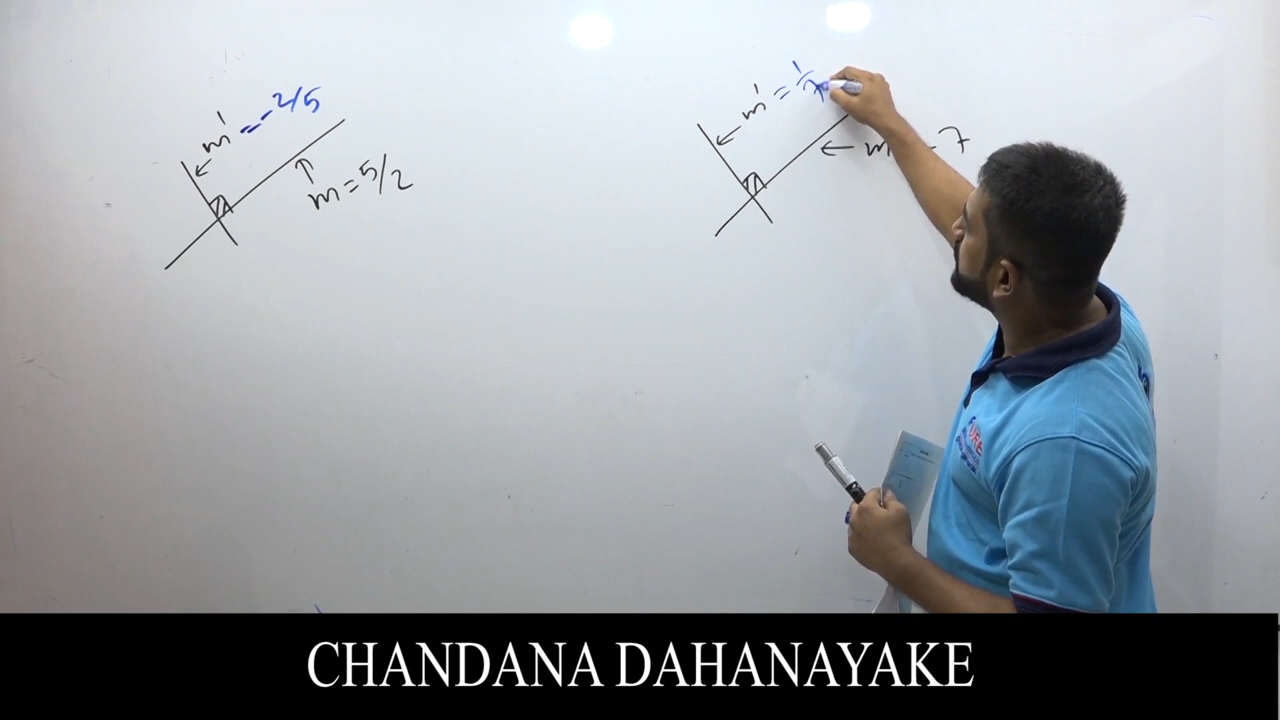 m' = -2/5
m = 5/2
m' = 1/7
m
- 7
CHANDANA DAHANAYAKE